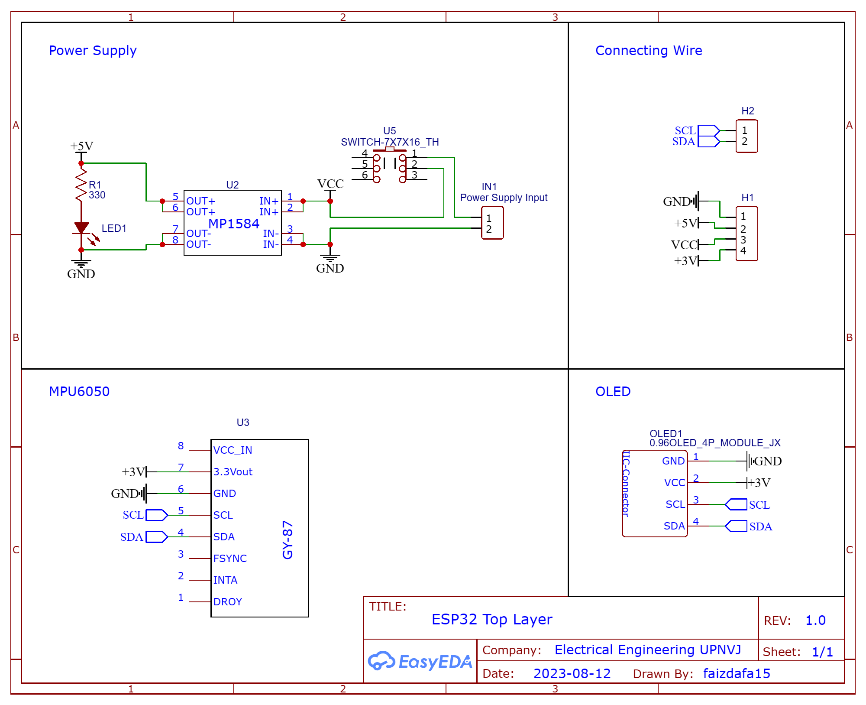 1 2 3
Power Supply
Connecting Wire
A A
+5V
R1
330
LED1
GND
U2
MP1584
5 OUT+ IN+ 1
6 OUT+ IN+ 2
7 OUT- IN- 3
8 OUT- IN- 4
VCC
GND
U5
SWITCH-7X7X16_TH
4 1
5 2
6 3
IN1
Power Supply Input
1
2
H2
SCL 1
SDA 2
H1
GND 1
+5V 2
VCC 3
+3V 4
B B
MPU6050
U3
GY-87
8 VCC_IN
+3V 7 3.3Vout
GND 6 GND
SCL 5 SCL
SDA 4 SDA
3 FSYNC
2 INTA
1 DROY
OLED
OLED1
0.96OLED_4P_MODULE_JX
IIC-Connector
GND 1 GND
VCC 2 +3V
SCL 3 SCL
SDA 4 SDA
C C
TITLE:
ESP32 Top Layer
REV: 1.0
EasyEDA
Company: Electrical Engineering UPNVJ
Sheet: 1/1
Date: 2023-08-12 Drawn By: faizdafa15
1 2 3